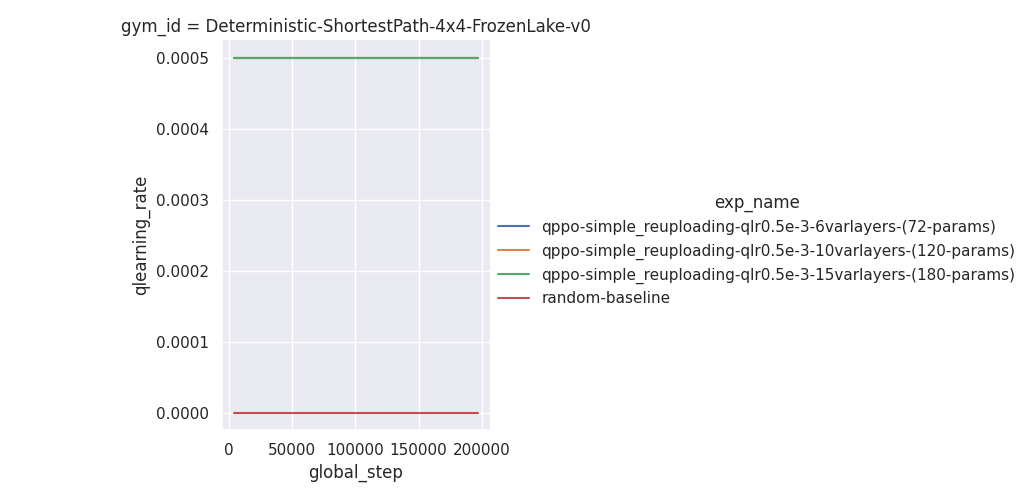 gym_id = Deterministic-ShortestPath-4x4-FrozenLake-v0
0.0005
0.0004
0.0003
0.0002
0.0001
0.0000
qlearning_rate
0 50000 100000 150000 200000
global_step
exp_name
qppo-simple_reuploading-qlr0.5e-3-6varlayers-(72-params)
qppo-simple_reuploading-qlr0.5e-3-10varlayers-(120-params)
qppo-simple_reuploading-qlr0.5e-3-15varlayers-(180-params)
random-baseline